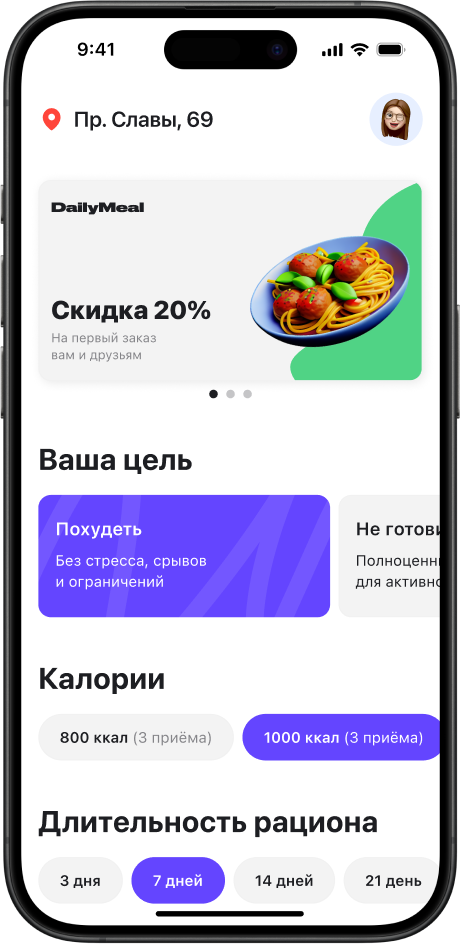 9:41
Пр. Славы, 69
DailyMeal
Скидка 20%
На первый заказ
вам и друзьям
Ваша цель
Похудеть
Без стресса, срывов
и ограничений
Не готови
Полноценн
для активно
Калории
800 ккал (3 приёма)
1000 ккал (3 приёма)
Длительность рациона
3 дня
7 дней
14 дней
21 день